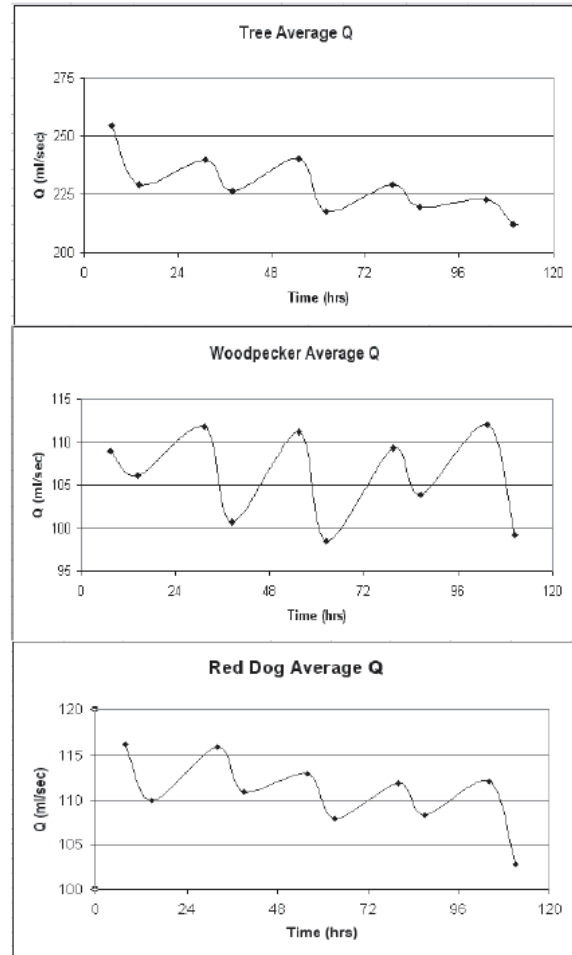 Tree Average Q
275
250
225
200
Q (ml/sec)
0 24 48 72 96 120
Time (hrs)
Woodpecker Average Q
115
110
105
100
95
Q (ml/sec)
0 24 48 72 96 120
Time (hrs)
Red Dog Average Q
120
115
110
105
100
Q (ml/sec)
0 24 48 72 96 120
Time (hrs)